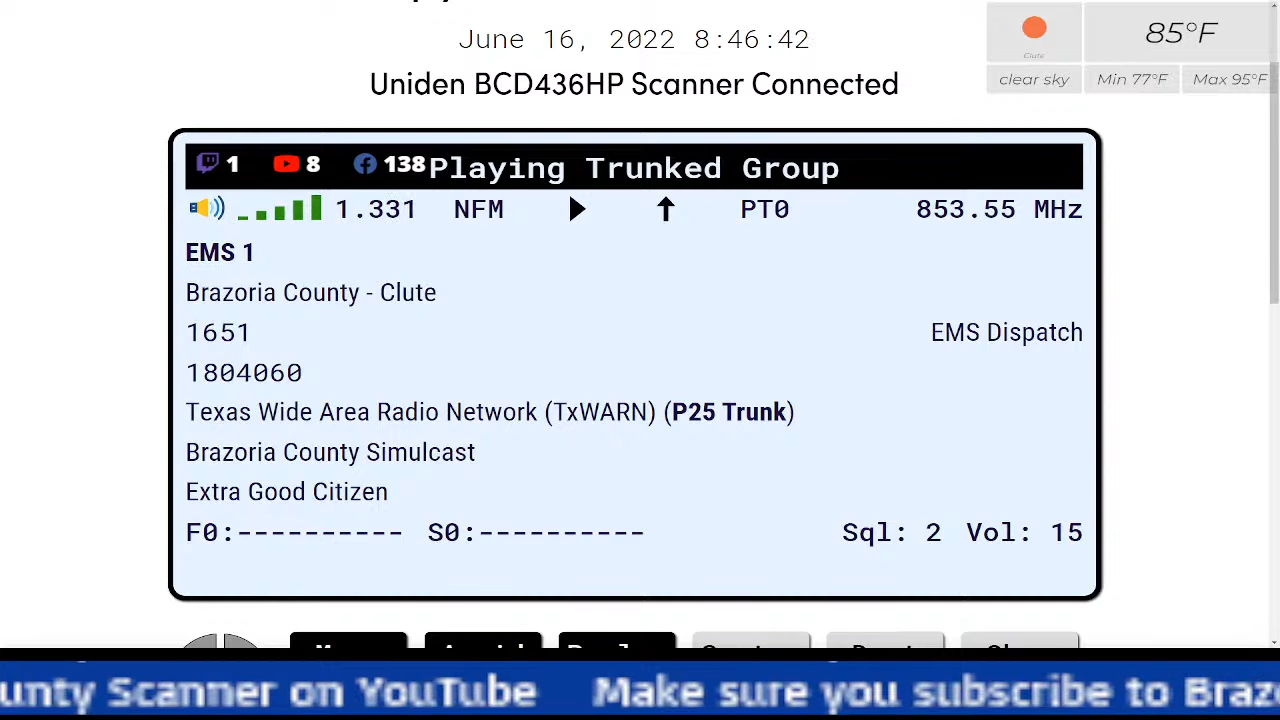 June 16, 2022 8:46:42
Uniden BCD436HP Scanner Connected
85°F
Clute
clear sky Min 77°F Max 95°F
1 8 138 Playing Trunked Group
1.331 NFM PT0 853.55 MHz
EMS 1
Brazoria County - Clute
1651 EMS Dispatch
1804060
Texas Wide Area Radio Network (TxWARN) (P25 Trunk)
Brazoria County Simulcast
Extra Good Citizen
F0:---------- S0:---------- Sql: 2 Vol: 15
unty Scanner on YouTube Make sure you subscribe to Braz